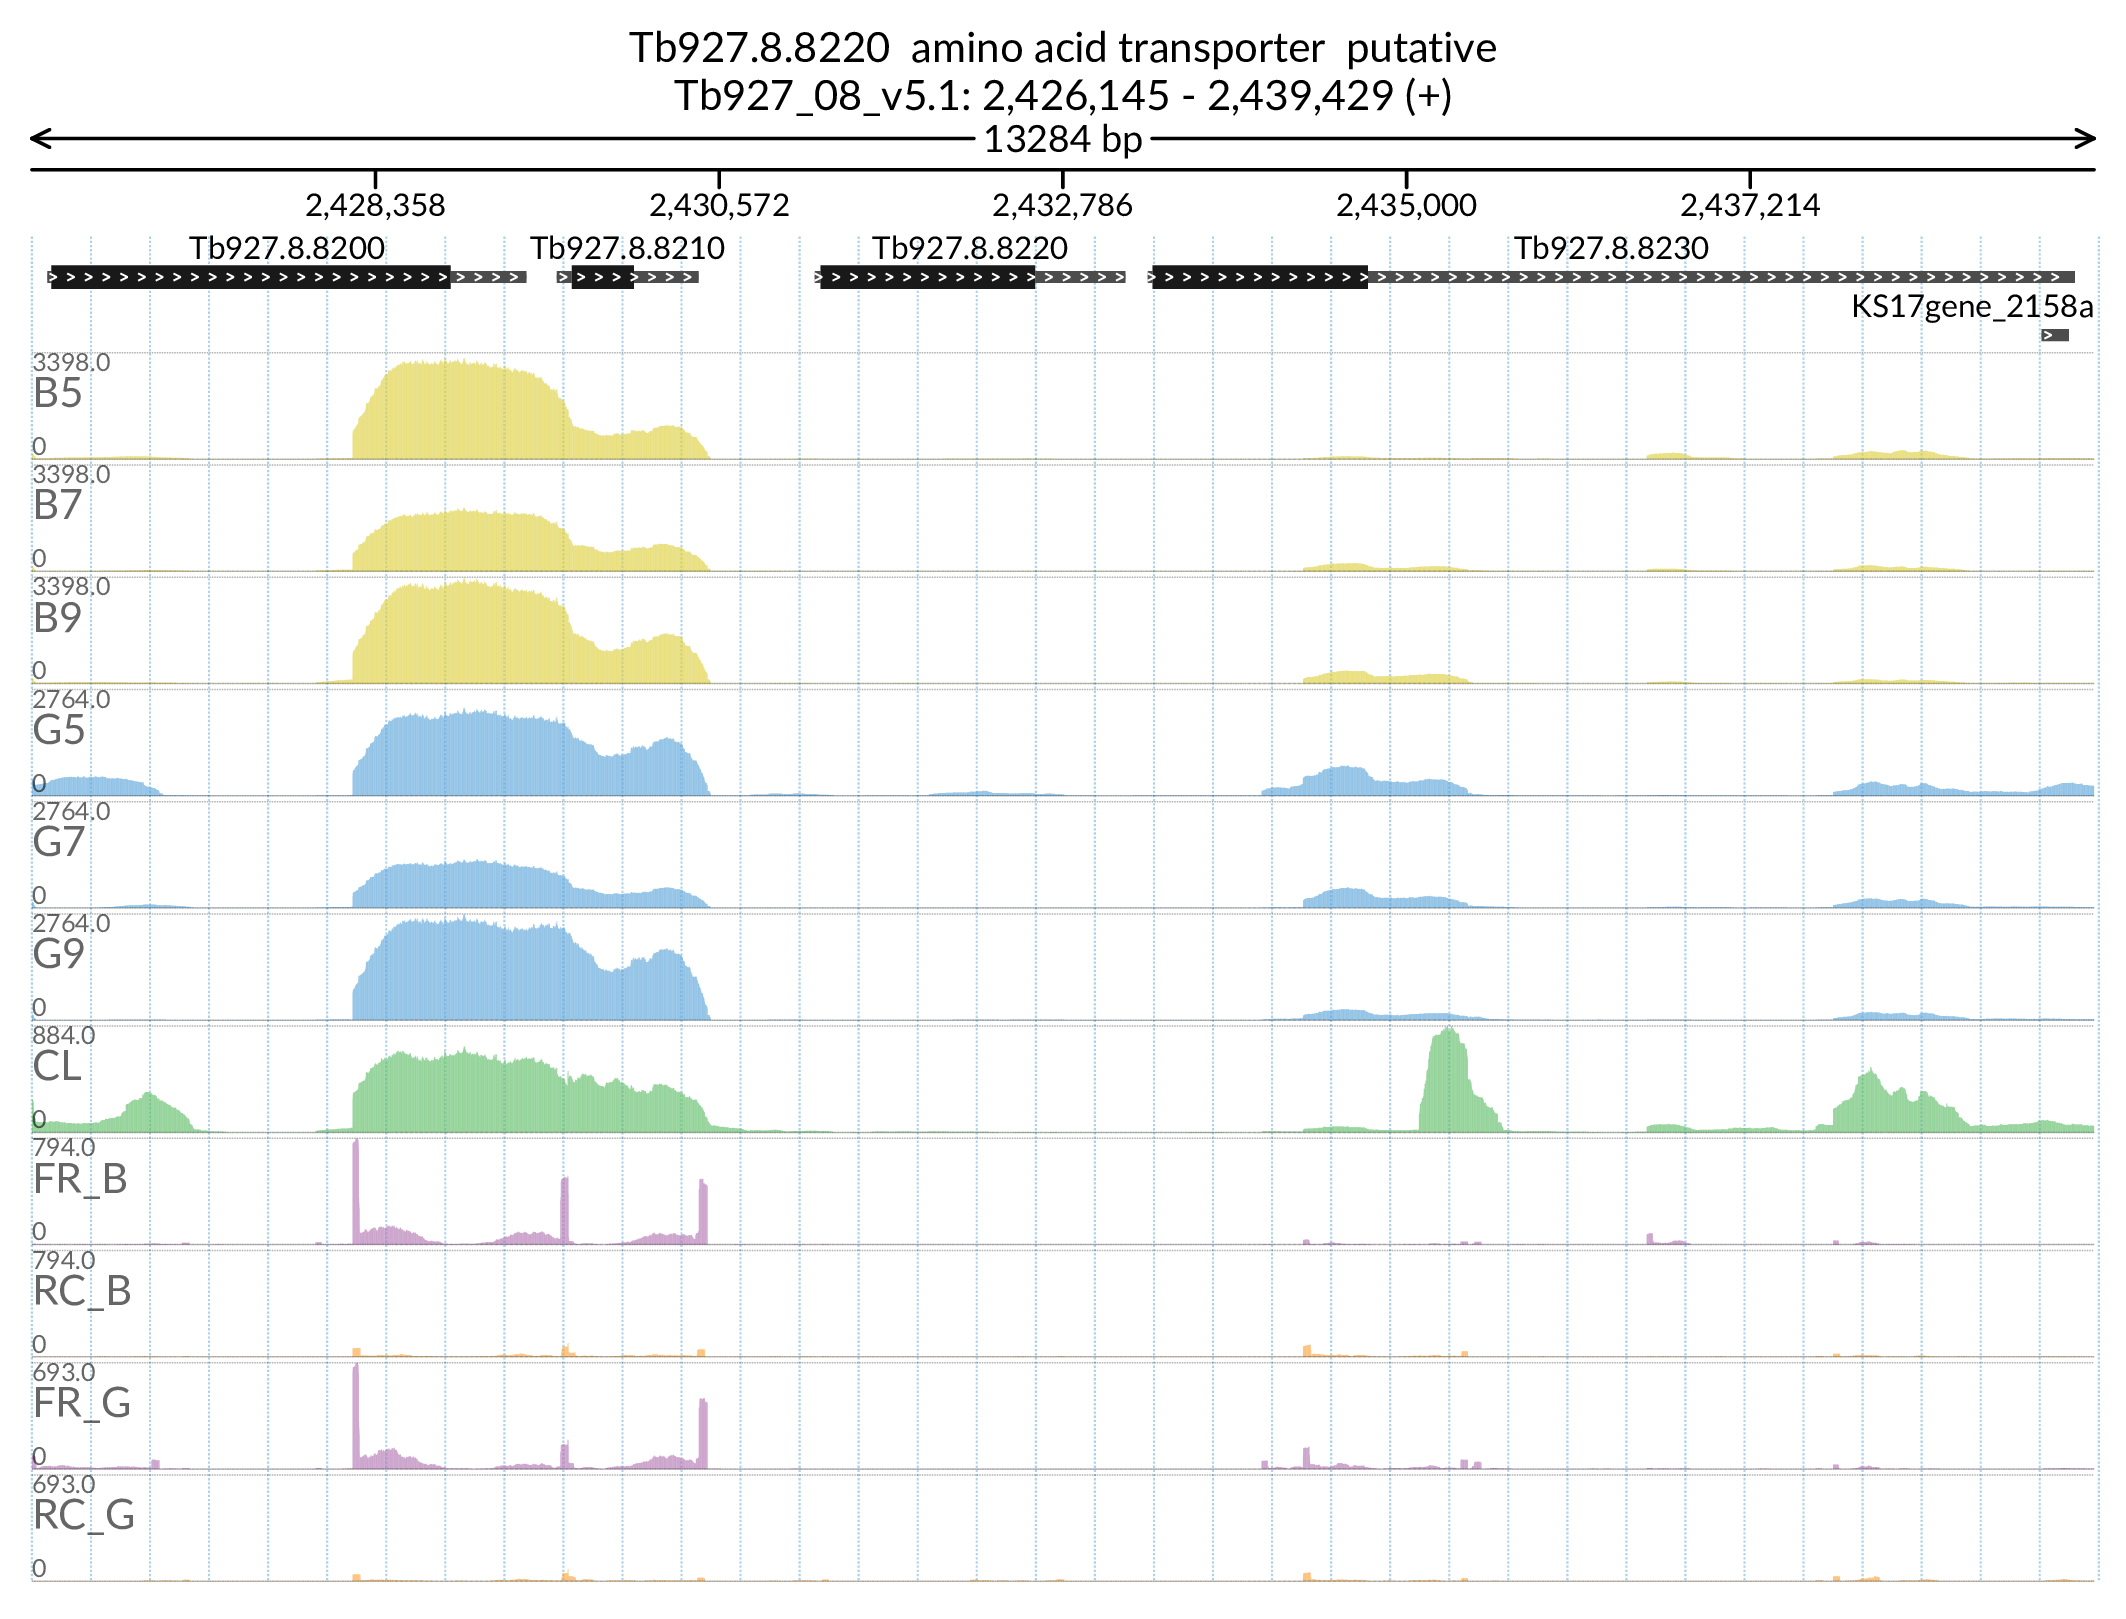 Tb927.8.8220 amino acid transporter putative
Tb927_08_v5.1: 2,426,145 - 2,439,429 (+)
13284 bp
2,428,358 2,430,572 2,432,786 2,435,000 2,437,214
Tb927.8.8200 Tb927.8.8210 Tb927.8.8220 Tb927.8.8230
KS17gene_2158a
3398.0
B5
0
3398.0
B7
0
3398.0
B9
0
2764.0
G5
0
2764.0
G7
0
2764.0
G9
0
884.0
CL
0
794.0
FR_B
0
794.0
RC_B
0
693.0
FR_G
0
693.0
RC_G
0